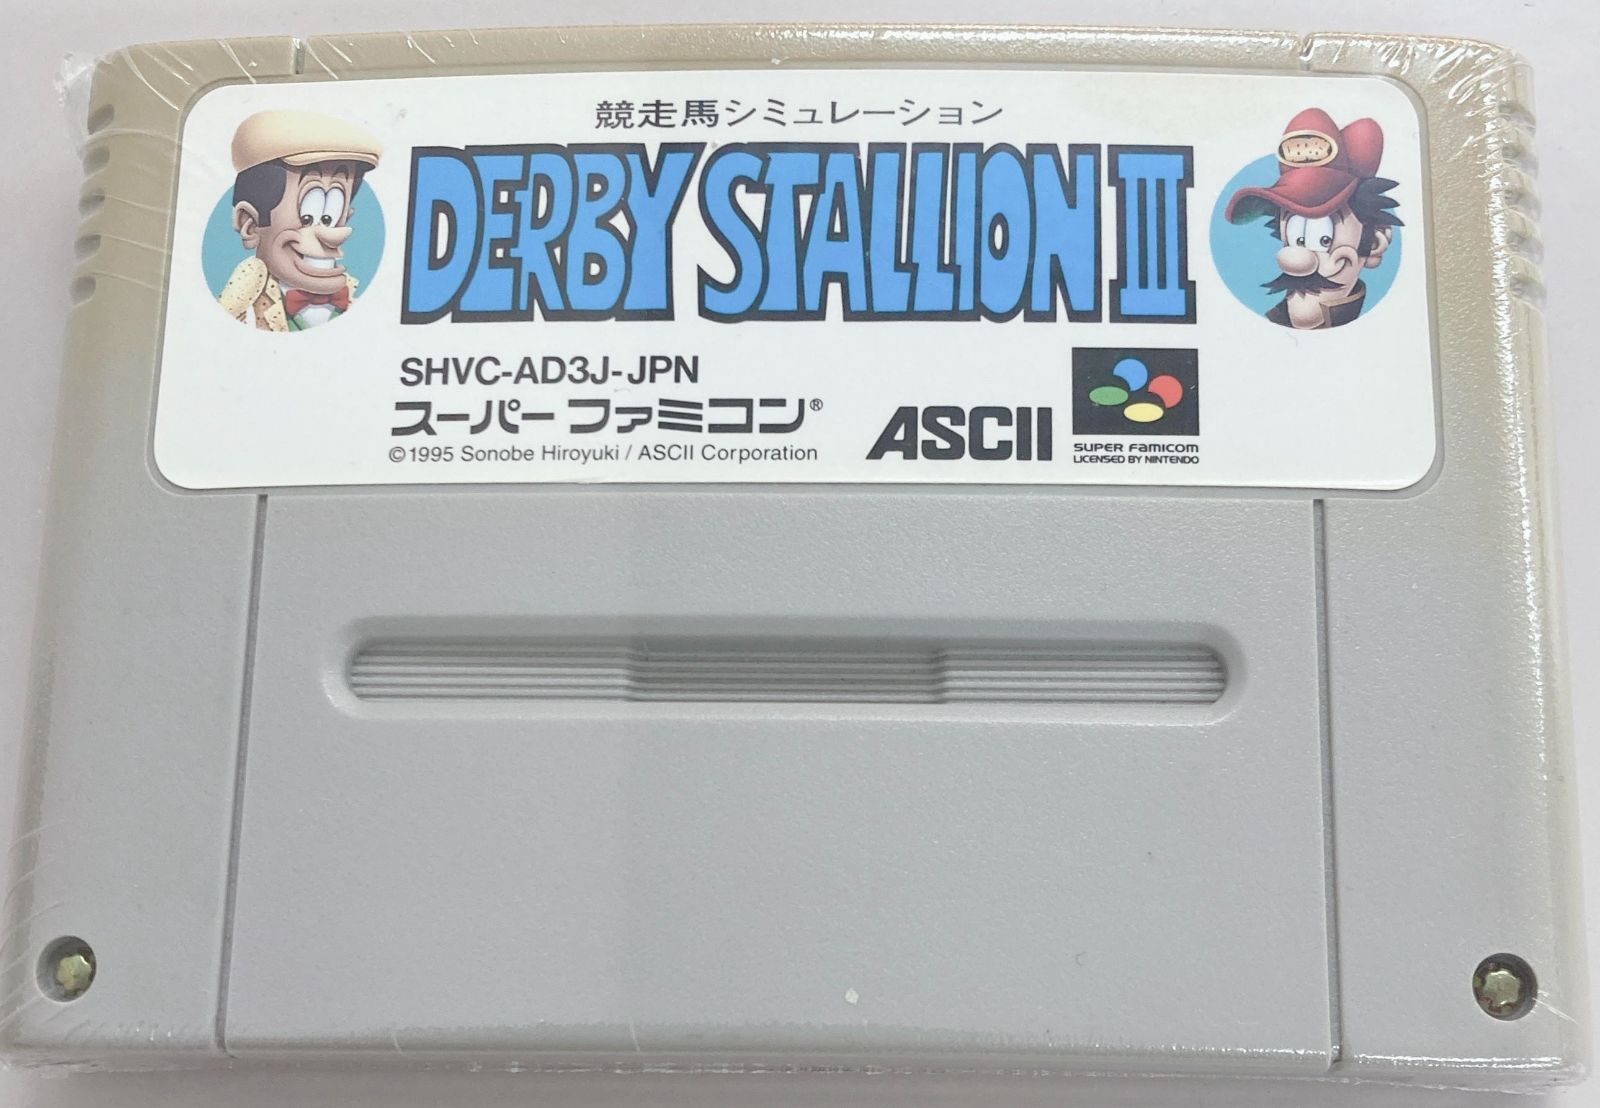 競走馬シミュレーション
DERBY STALLION III
DERBY
SHVC-AD3J-JPN
スーパーファミコン®
©1995 Sonobe Hiroyuki / ASCII Corporation
ASCII
SUPER FAMICOM
LICENSED BY NINTENDO